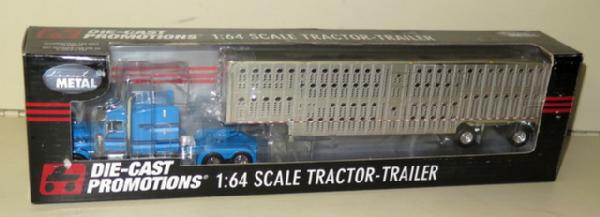 DIE-CAST
PROMOTIONS® 1:64 SCALE TRACTOR-TRAILER
METAL
DIE-CAST
PROMOTIONS® 1:64 SCALE TRACTOR-TRAILER